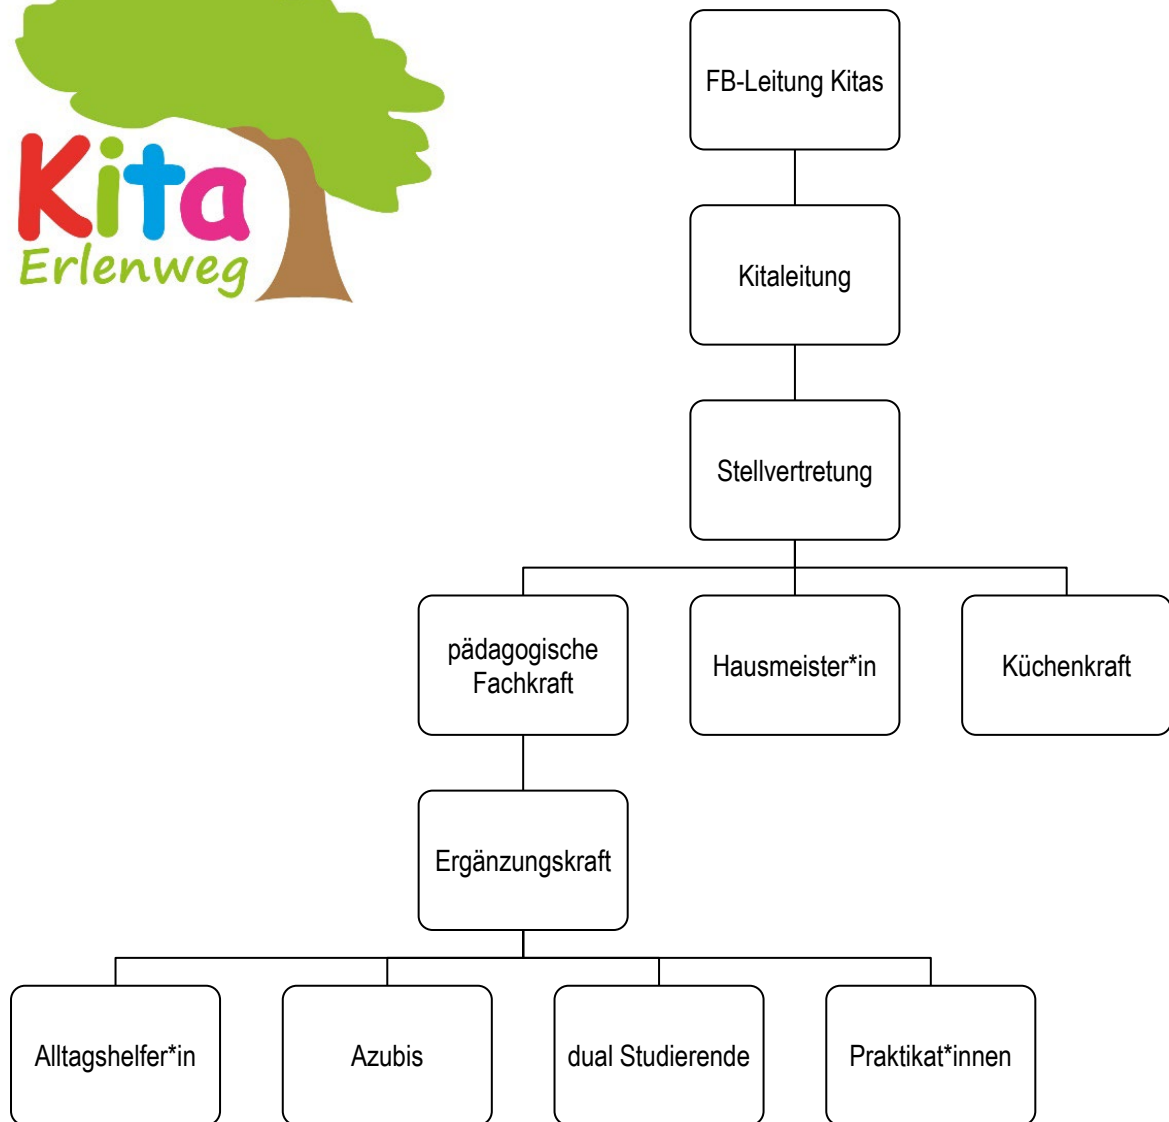 Kita
Erlenweg
FB-Leitung Kitas
Kitaleitung
Stellvertretung
pädagogische
Fachkraft
Hausmeister*in
Küchenkraft
Ergänzungskraft
Alltagshelfer*in
Azubis
dual Studierende
Praktikat*innen